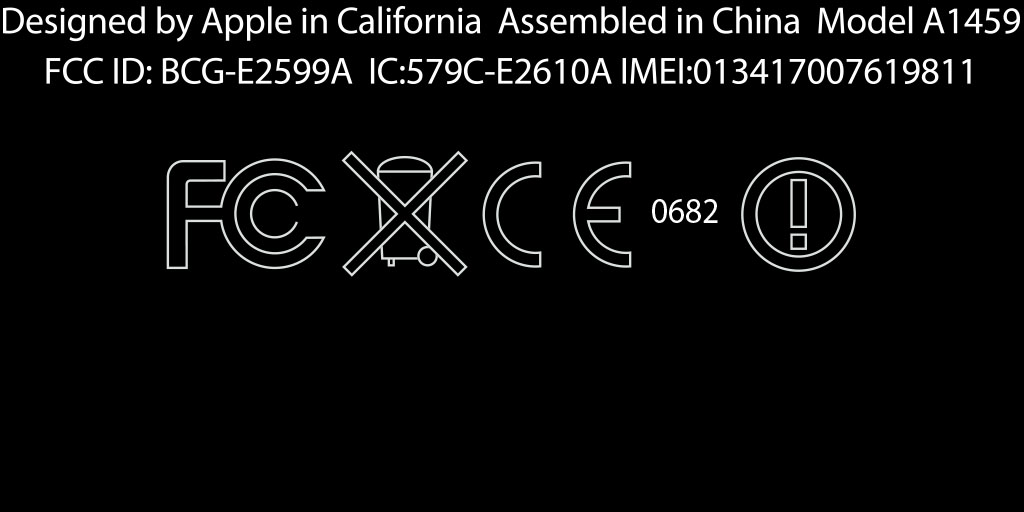 Designed by Apple in California Assembled in China Model A1459
FCC ID: BCG-E2599A IC:579C-E2610A IMEI:013417007619811
FC CE 0682 !